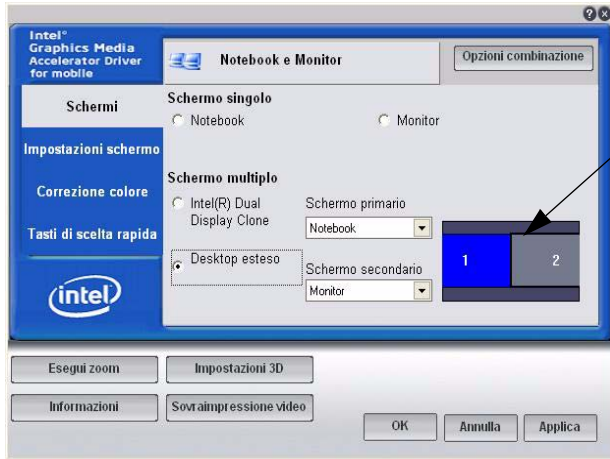 Intel®
Graphics Media
Accelerator Driver
for mobile
Notebook e Monitor
Opzioni combinazione
Schermi
Impostazioni schermo
Correzione colore
Tasti di scelta rapida
intel
Schermo singolo
Notebook
Monitor
Schermo multiplo
Intel(R) Dual
Display Clone
Schermo primario
Notebook
Desktop esteso
Schermo secondario
Monitor
1
2
Esegui zoom
Impostazioni 3D
Informazioni
Sovraimpressione video
OK
Annulla
Applica